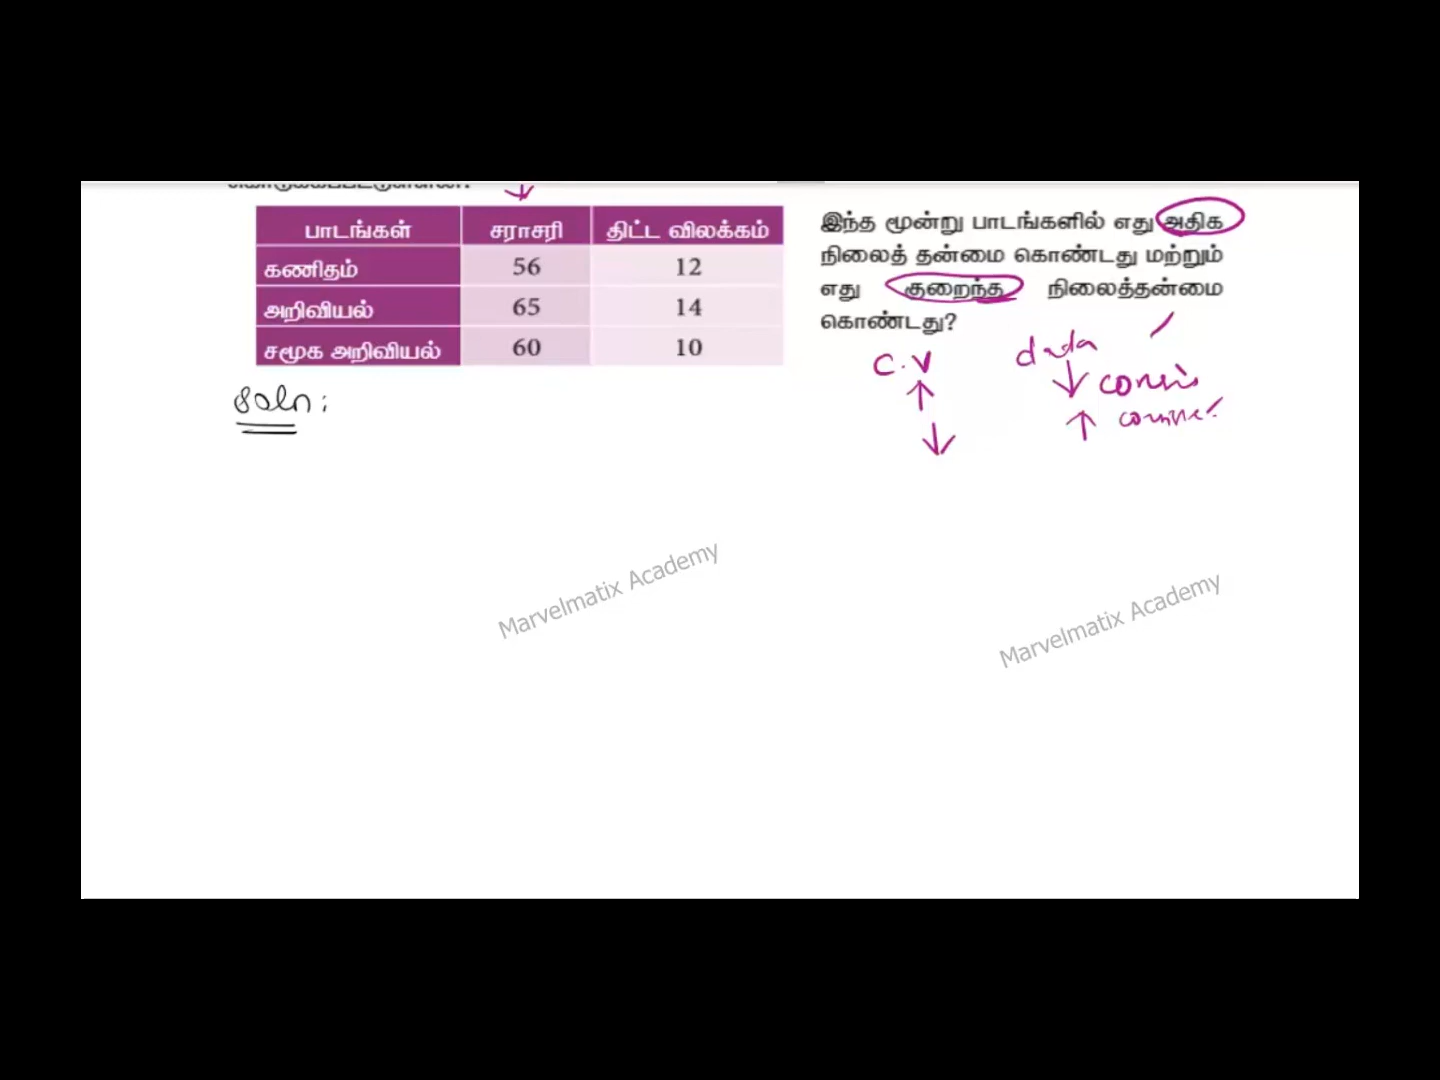 பாடங்கள் சராசரி திட்ட விலக்கம்
கணிதம் 56 12
அறிவியல் 65 14
சமூக அறிவியல் 60 10
இந்த மூன்று பாடங்களில் எது அதிக
நிலைத் தன்மை கொண்டது மற்றும்
எது குறைந்த நிலைத்தன்மை
கொண்டது?
C.V
data
Soln:
Marvelmatix Academy
Marvelmatix Academy